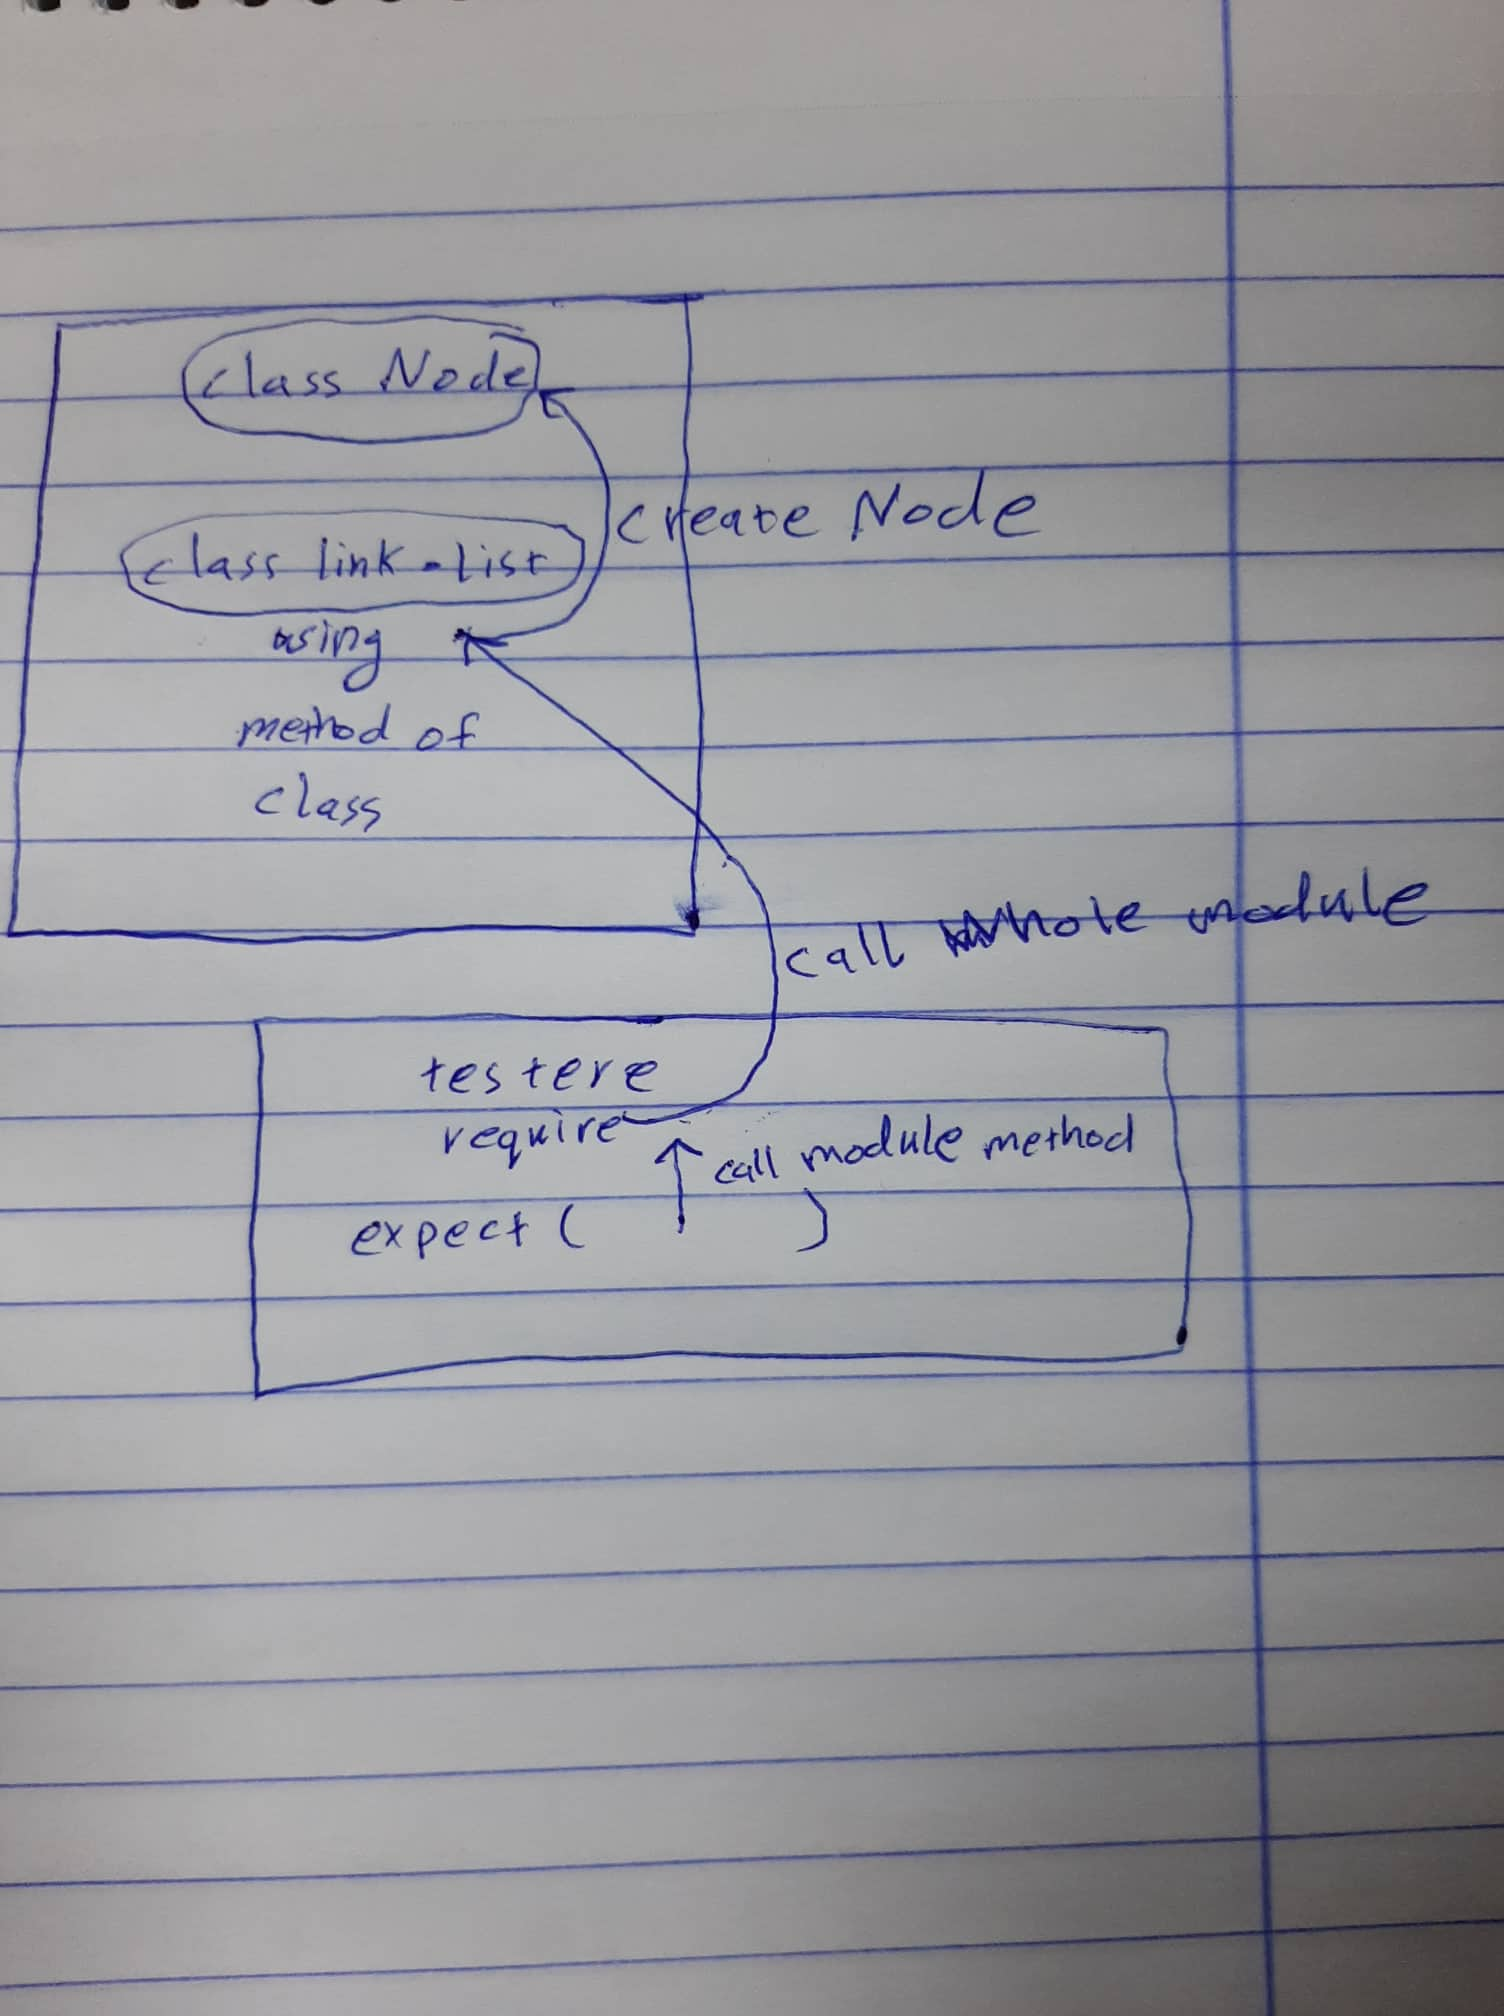 class Node
create Node
class link-list
using
method of
class
call whole module
testere
require
call module method
expect (          )